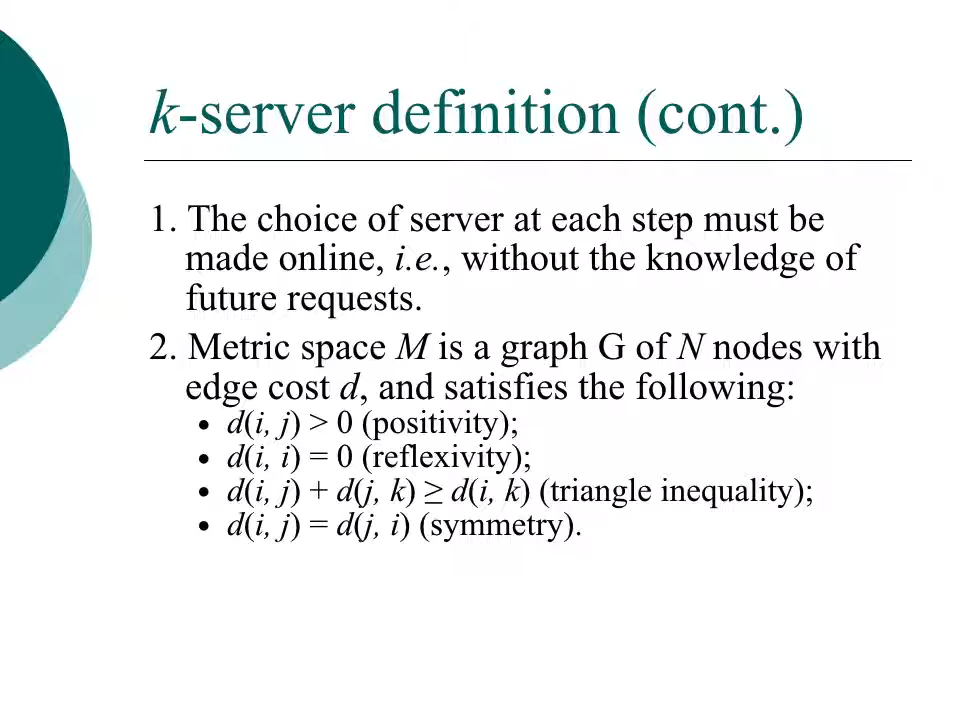 k-server definition (cont.)
1. The choice of server at each step must be
made online, i.e., without the knowledge of
future requests.
2. Metric space M is a graph G of N nodes with
edge cost d, and satisfies the following:
• d(i, j) > 0 (positivity);
• d(i, i) = 0 (reflexivity);
• d(i, j) + d(j, k) ≥ d(i, k) (triangle inequality);
• d(i, j) = d(j, i) (symmetry).